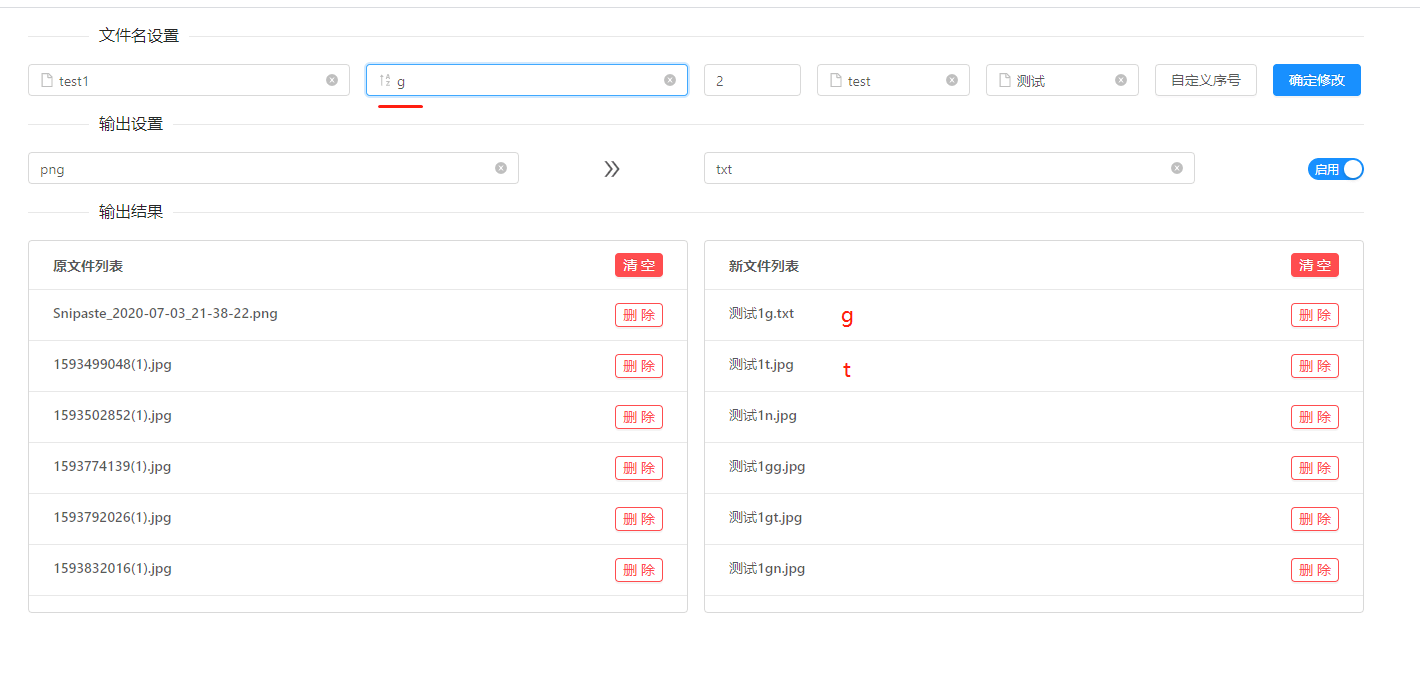 文件名设置
test1 g 2 test 测试 自定义序号 确定修改
输出设置
png txt 启用
输出结果
原文件列表 清 空 新文件列表 清 空
Snipaste_2020-07-03_21-38-22.png 删 除 测试1g.txt g 删 除
1593499048(1).jpg 删 除 测试1t.jpg t 删 除
1593502852(1).jpg 删 除 测试1n.jpg 删 除
1593774139(1).jpg 删 除 测试1gg.jpg 删 除
1593792026(1).jpg 删 除 测试1gt.jpg 删 除
1593832016(1).jpg 删 除 测试1gn.jpg 删 除